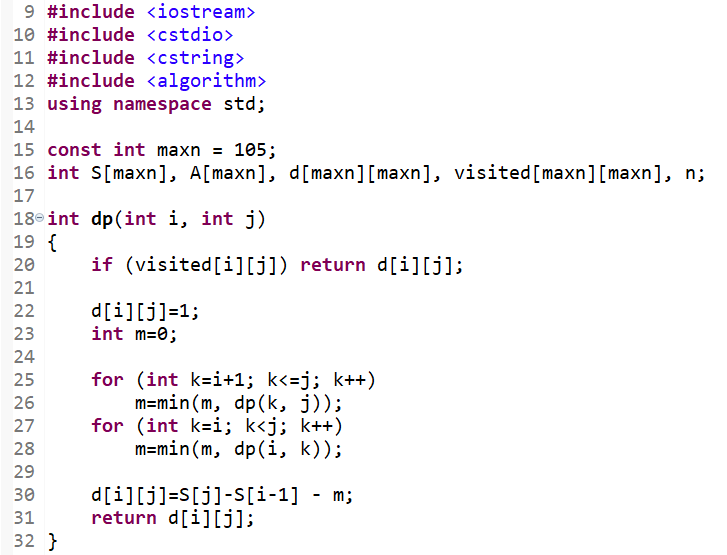 9 #include <iostream>
10 #include <cstdio>
11 #include <cstring>
12 #include <algorithm>
13 using namespace std;
14
15 const int maxn = 105;
16 int S[maxn], A[maxn], d[maxn][maxn], visited[maxn][maxn], n;
17
18 int dp(int i, int j)
19 {
20     if (visited[i][j]) return d[i][j];
21
22     d[i][j]=1;
23     int m=0;
24
25     for (int k=i+1; k<=j; k++)
26         m=min(m, dp(k, j));
27     for (int k=i; k<j; k++)
28         m=min(m, dp(i, k));
29
30     d[i][j]=S[j]-S[i-1] - m;
31     return d[i][j];
32 }